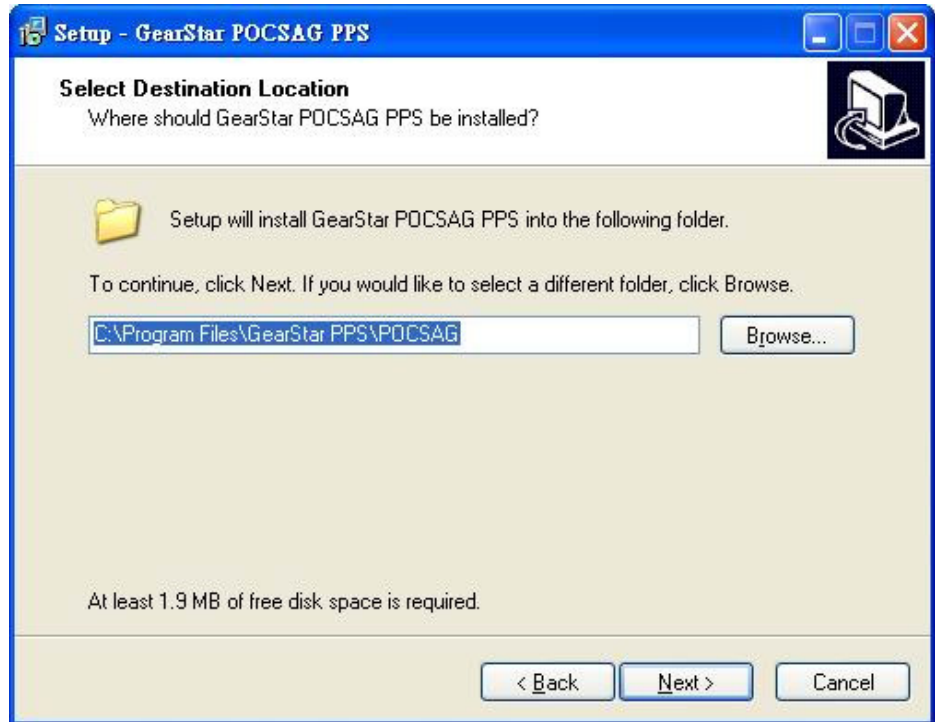 Setup - GearStar POCSAG PPS
Select Destination Location
Where should GearStar POCSAG PPS be installed?
Setup will install GearStar POCSAG PPS into the following folder.
To continue, click Next. If you would like to select a different folder, click Browse.
C:\Program Files\GearStar PPS\POCSAG
Browse...
At least 1.9 MB of free disk space is required.
< Back
Next >
Cancel